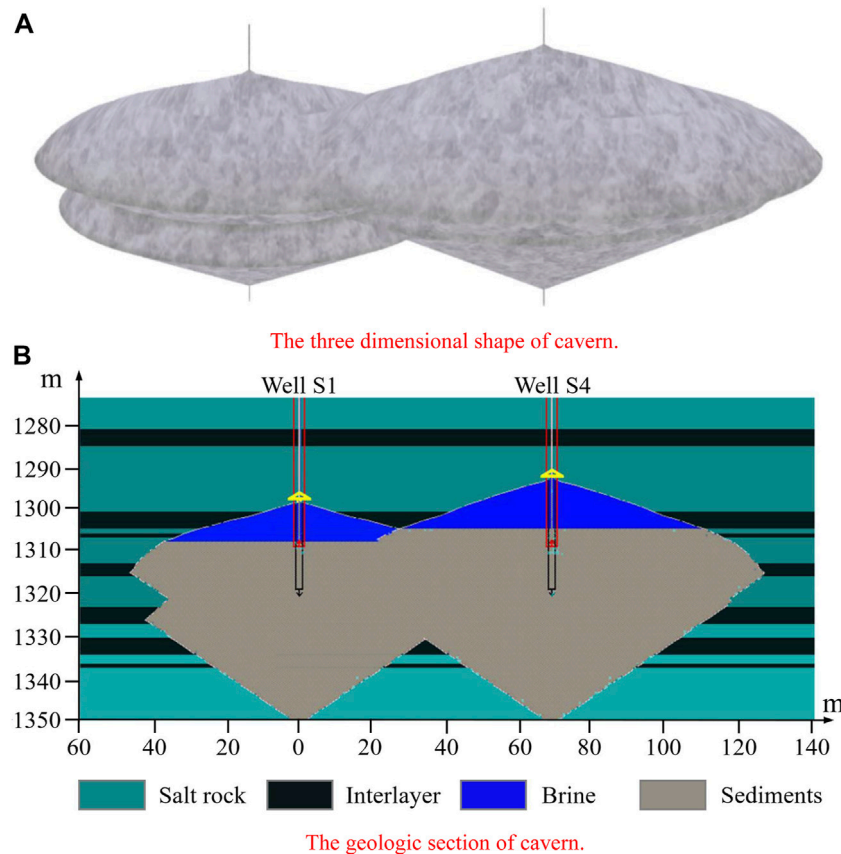 A
The three dimensional shape of cavern.
B
m
Well S1
Well S4
1280
1290
1300
1310
1320
1330
1340
1350
m
60
40
20
0
20
40
60
80
100
120
140
Salt rock
Interlayer
Brine
Sediments
The geologic section of cavern.